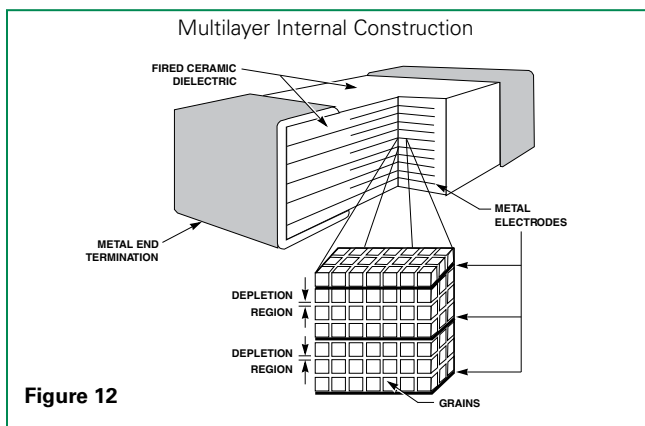 Multilayer Internal Construction
FIRED CERAMIC
DIELECTRIC
METAL
ELECTRODES
METAL END
TERMINATION
DEPLETION
REGION
DEPLETION
REGION
GRAINS
Figure 12